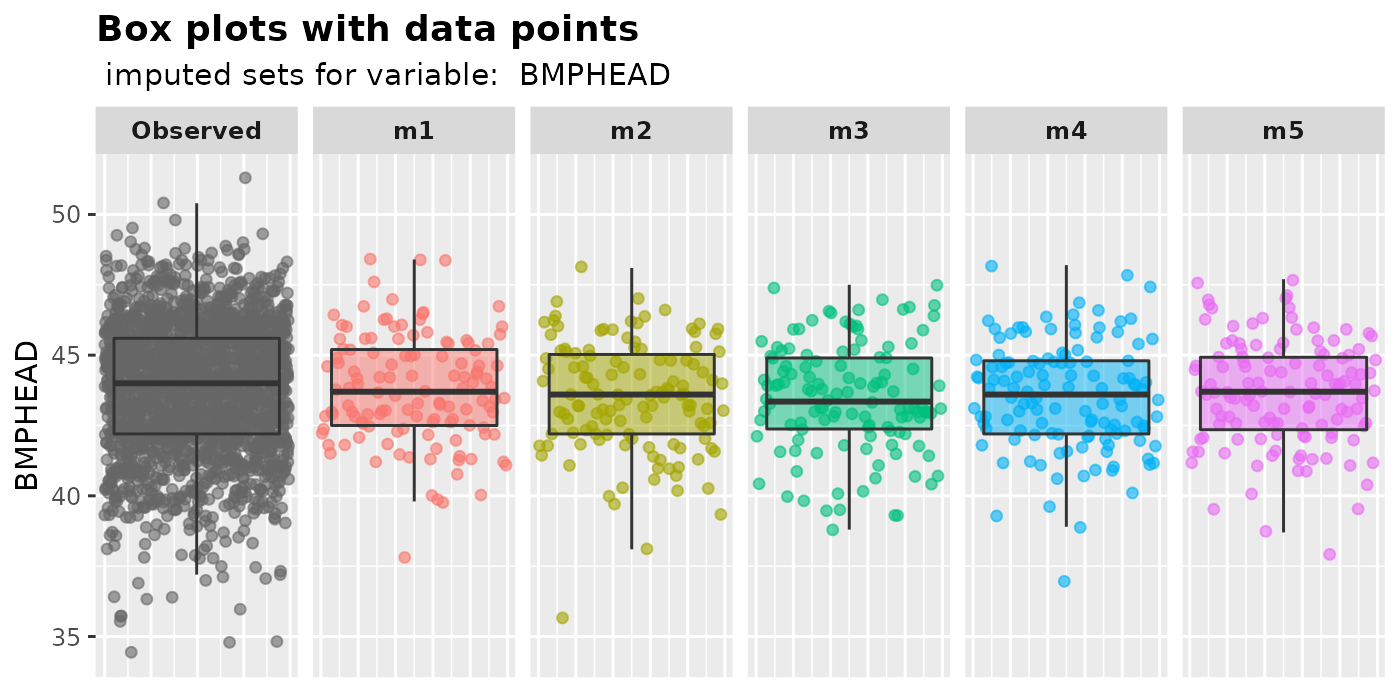 Box plots with data points
imputed sets for variable:  BMPHEAD
Observed m1 m2 m3 m4 m5
50
45
40
35
BMPHEAD